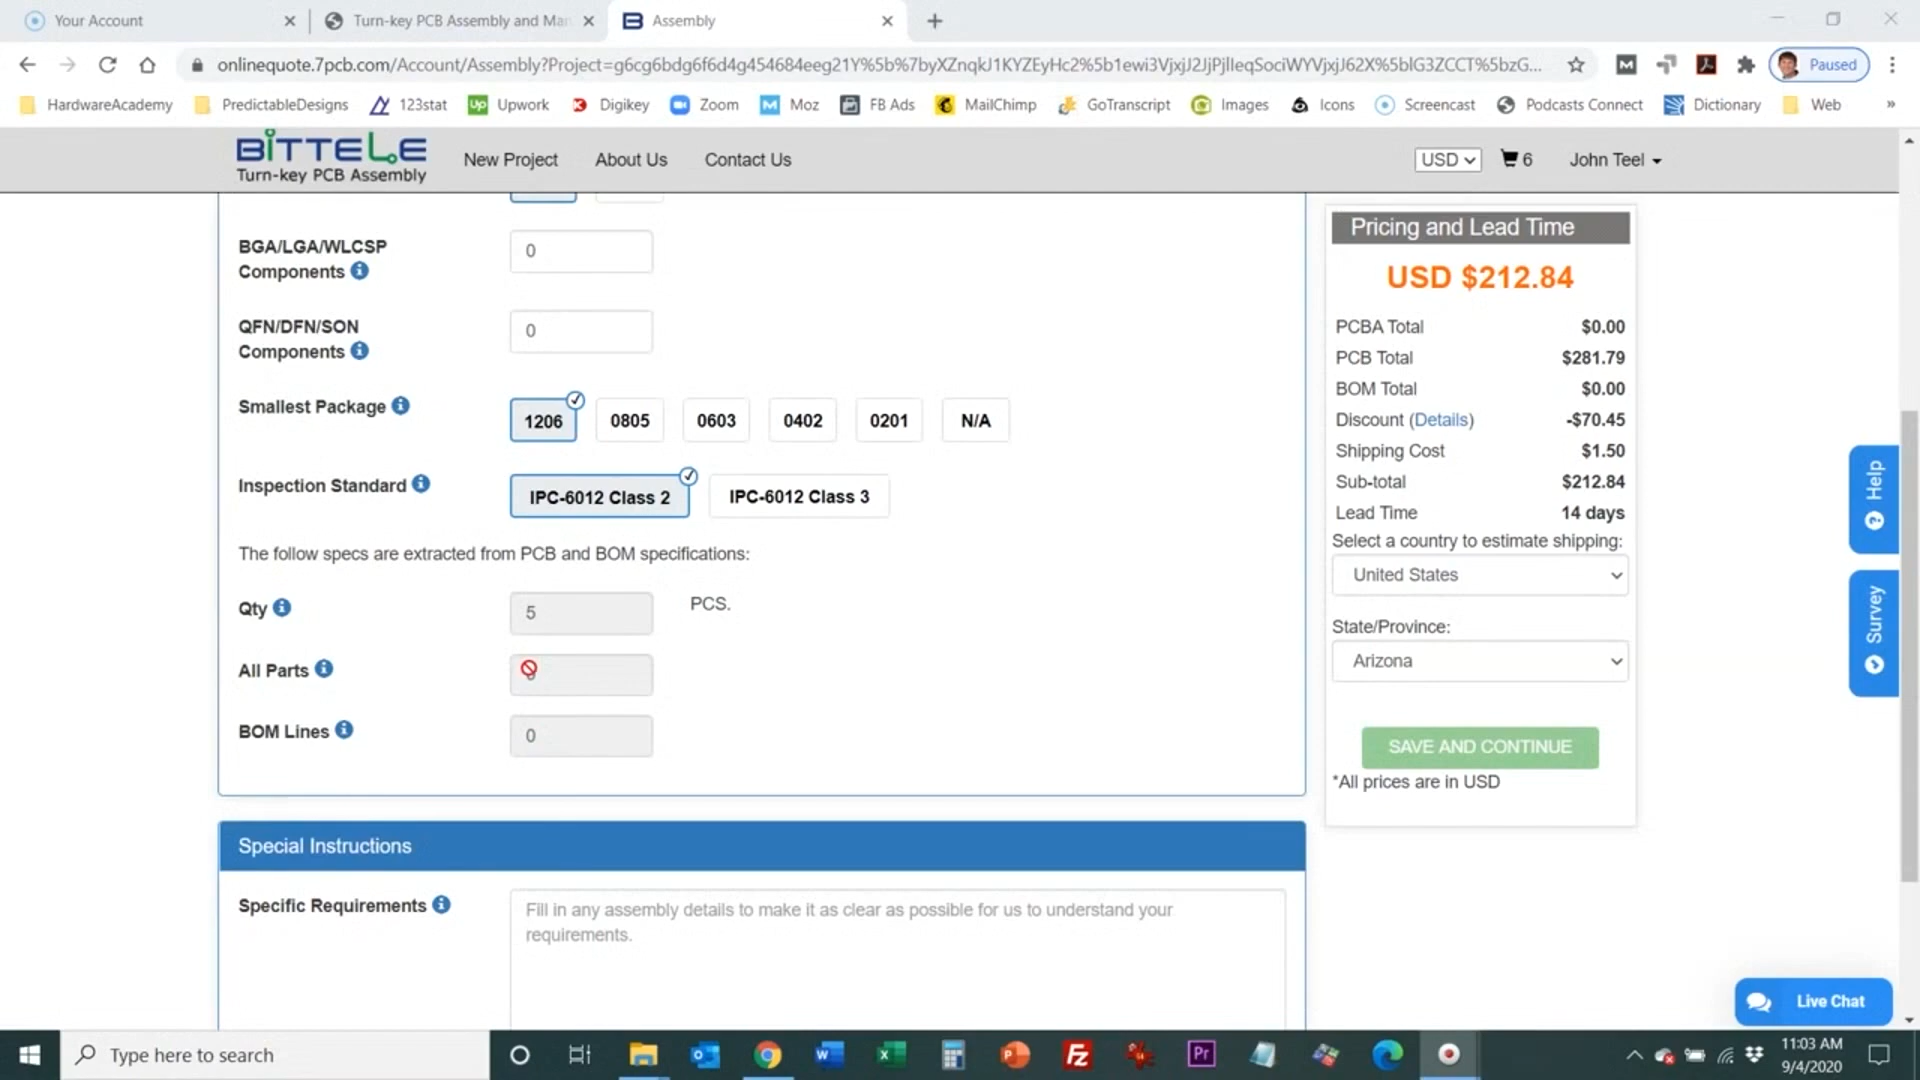 Your Account
Turn-key PCB Assembly and Man
Assembly
onlinequote.7pcb.com/Account/Assembly?Project=g6cg6bdg6f6d4g454684eeg21Y%5b%7byXZnqkJ1KYZEyHc2%5b1ewi3VjxjJ2JjPjlIeqSociWYVjxjJ62X%5blG3ZCCT%5bzG...
Paused
HardwareAcademy
PredictableDesigns
123stat
Up Upwork
Digikey
Zoom
M Moz
FB Ads
MailChimp
GoTranscript
Images
Icons
Screencast
Podcasts Connect
Dictionary
Web
»
BITTELE
Turn-key PCB Assembly
New Project
About Us
Contact Us
USD
6
John Teel
BGA/LGA/WLCSP
Components
0
QFN/DFN/SON
Components
0
Smallest Package
1206
0805
0603
0402
0201
N/A
Inspection Standard
IPC-6012 Class 2
IPC-6012 Class 3
The follow specs are extracted from PCB and BOM specifications:
Qty
5
PCS.
All Parts
BOM Lines
0
Special Instructions
Specific Requirements
Fill in any assembly details to make it as clear as possible for us to understand your
requirements.
Pricing and Lead Time
USD $212.84
PCBA Total $0.00
PCB Total $281.79
BOM Total $0.00
Discount (Details) -$70.45
Shipping Cost $1.50
Sub-total $212.84
Lead Time 14 days
Select a country to estimate shipping:
United States
State/Province:
Arizona
SAVE AND CONTINUE
*All prices are in USD
Help
Survey
Live Chat
Type here to search
11:03 AM
9/4/2020